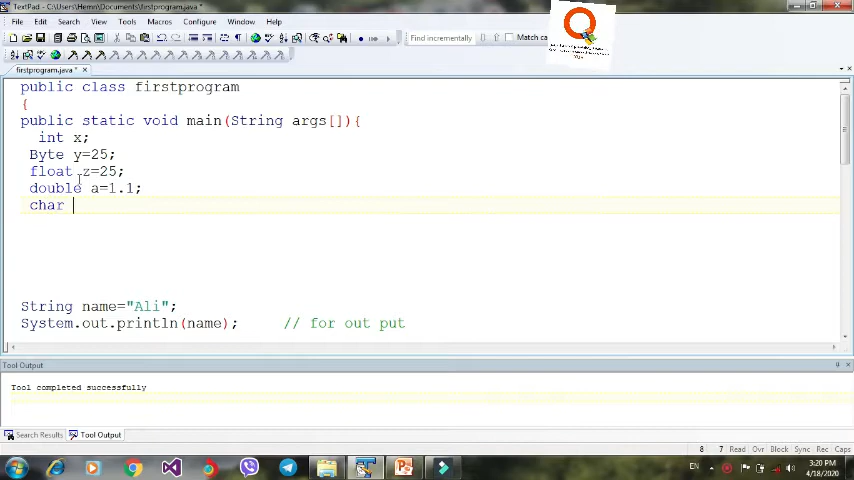 TextPad - C:\Users\Hemn\Documents\firstprogram.java *
File Edit Search View Tools Macros Configure Window Help
Find incrementally Match ca
firstprogram.java *
public class firstprogram
{
public static void main(String args[]){
int x;
Byte y=25;
float z=25;
double a=1.1;
char
String name="Ali";
System.out.println(name); // for out put
Tool Output
Tool completed successfully
Search Results Tool Output
8 7 Read Ovr Block Sync Rec Caps
EN 3:20 PM
4/18/2020